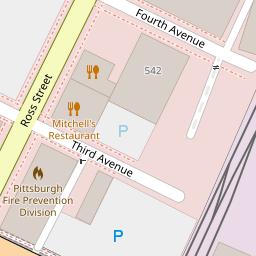 Fourth Avenue
542
Ross Street
Mitchell's
Restaurant
P
Third Avenue
Pittsburgh
Fire Prevention
Division
P